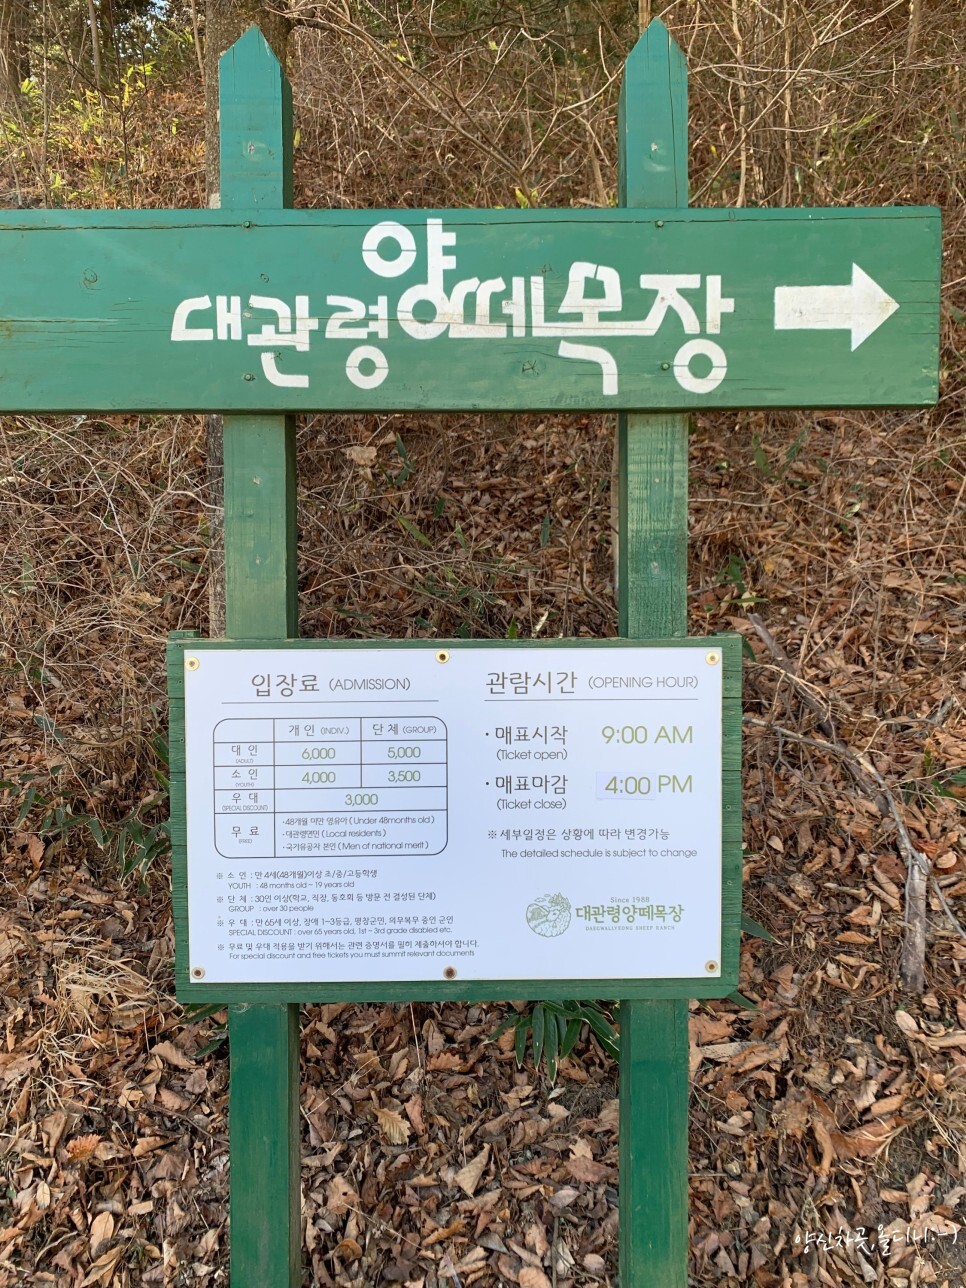 대관령양떼목장
입장료 (ADMISSION)
개 인 (INDIV.) 단 체 (GROUP)
대 인 (ADULT) 6,000 5,000
소 인 (YOUTH) 4,000 3,500
우 대 (SPECIAL DISCOUNT) 3,000
무 료 (FREE)
·48개월 미만 영유아 ( Under 48months old )
·대관령면민 ( Local residents )
·국가유공자 본인 ( Men of national merit )
※ 소 인 : 만 4세(48개월)이상 초/중/고등학생
YOUTH : 48 months old ~ 19 years old
※ 단 체 : 30인 이상(학교, 직장, 동호회 등 방문 전 결성된 단체)
GROUP : over 30 people
※ 우 대 : 만 65세 이상, 장애 1~3등급, 평창군민, 의무복무 중인 군인
SPECIAL DISCOUNT : over 65 years old, 1st ~ 3rd grade disabled etc.
※ 무료 및 우대 적용을 받기 위해서는 관련 증명서를 필히 제출하셔야 합니다.
For special discount and free tickets you must summit relevant documents
관람시간 (OPENING HOUR)
· 매표시작 9:00 AM
(Ticket open)
· 매표마감 4:00 PM
(Ticket close)
※ 세부일정은 상황에 따라 변경가능
The detailed schedule is subject to change
Since 1988
대관령양떼목장
DAEGWALLYEONG SHEEP RANCH